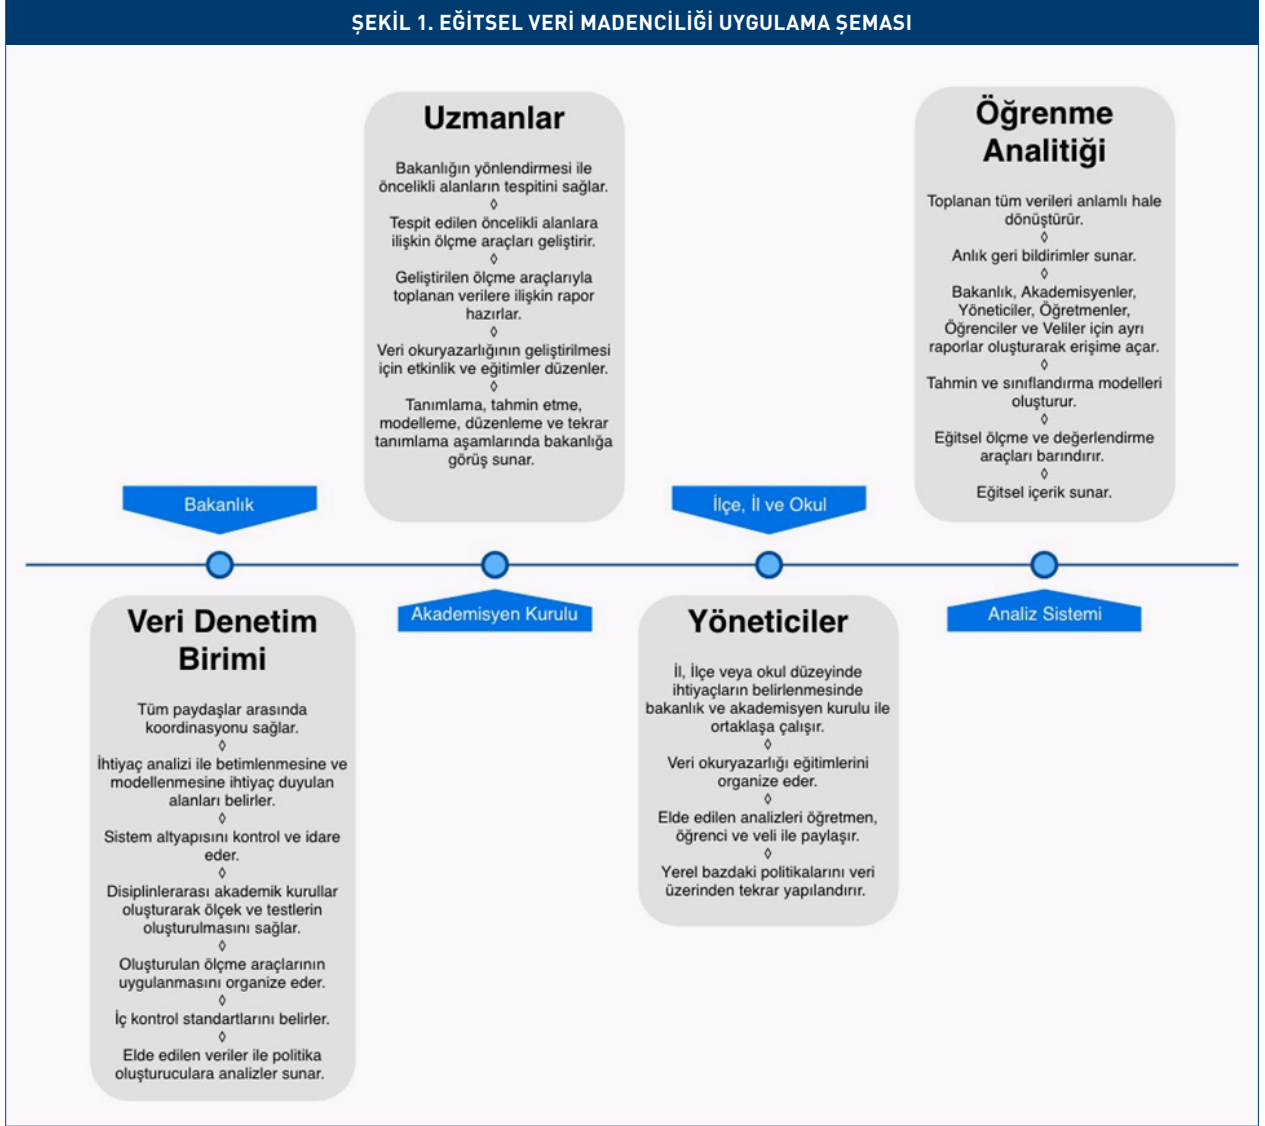 ŞEKİL 1. EĞİTSEL VERİ MADENCİLİĞİ UYGULAMA ŞEMASI
Bakanlık
Veri Denetim
Birimi
Tüm paydaşlar arasında
koordinasyonu sağlar.
◊
İhtiyaç analizi ile betimlenmesine ve
modellenmesine ihtiyaç duyulan
alanları belirler.
◊
Sistem altyapısını kontrol ve idare
eder.
◊
Disiplinlerarası akademik kurullar
oluşturarak ölçek ve testlerin
oluşturulmasını sağlar.
◊
Oluşturulan ölçme araçlarının
uygulanmasını organize eder.
◊
İç kontrol standartlarını belirler.
◊
Elde edilen veriler ile politika
oluşturuculara analizler sunar.
Uzmanlar
Bakanlığın yönlendirmesi ile
öncelikli alanların tespitini sağlar.
◊
Tespit edilen öncelikli alanlara
ilişkin ölçme araçları geliştirir.
◊
Geliştirilen ölçme araçlarıyla
toplanan verilere ilişkin rapor
hazırlar.
◊
Veri okuryazarlığının geliştirilmesi
için etkinlik ve eğitimler düzenler.
◊
Tanımlama, tahmin etme,
modelleme, düzenleme ve tekrar
tanımlama aşamlarında bakanlığa
görüş sunar.
Akademisyen Kurulu
İlçe, İl ve Okul
Yöneticiler
İl, İlçe veya okul düzeyinde
ihtiyaçların belirlenmesinde
bakanlık ve akademisyen kurulu ile
ortaklaşa çalışır.
◊
Veri okuryazarlığı eğitimlerini
organize eder.
◊
Elde edilen analizleri öğretmen,
öğrenci ve veli ile paylaşır.
◊
Yerel bazdaki politikalarını veri
üzerinden tekrar yapılandırır.
Öğrenme
Analitiği
Toplanan tüm verileri anlamlı hale
dönüştürür.
◊
Anlık geri bildirimler sunar.
◊
Bakanlık, Akademisyenler,
Yöneticiler, Öğretmenler,
Öğrenciler ve Veliler için ayrı
raporlar oluşturarak erişime açar.
◊
Tahmin ve sınıflandırma modelleri
oluşturur.
◊
Eğitsel ölçme ve değerlendirme
araçları barındırır.
◊
Eğitsel içerik sunar.
Analiz Sistemi